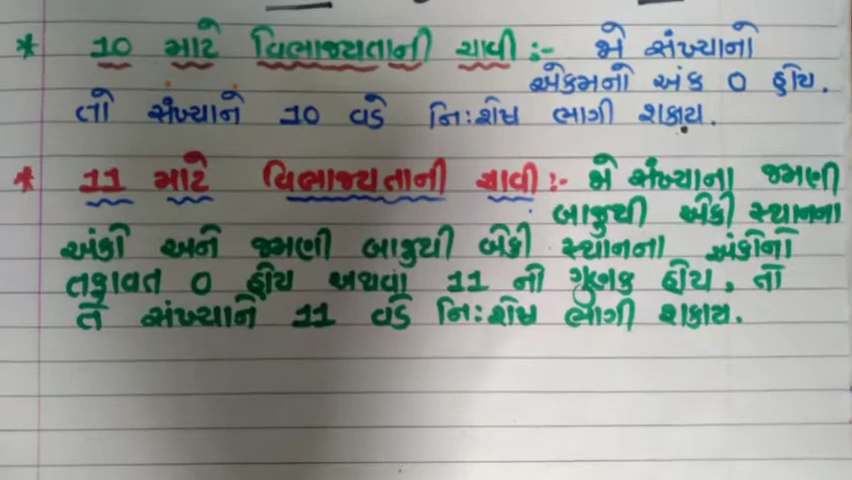 * 10 માટે વિભાજ્યતાની ચાવી :- જે સંખ્યાનો
એકમનો અંક 0 હોય.
તો સંખ્યાને 10 વડે નિ:શેષ ભાગી શકાય.
* 11 માટે વિભાજ્યતાની ચાવી :- જે સંખ્યાના જમણી
બાજુથી એકી સ્થાનના
અંકો અને જમણી બાજુથી બેકી સ્થાનના અંકોનો
તફાવત 0 હોય અથવા 11 નો ગુણક હોય, તો
તે સંખ્યાને 11 વડે નિ:શેષ ભાગી શકાય.